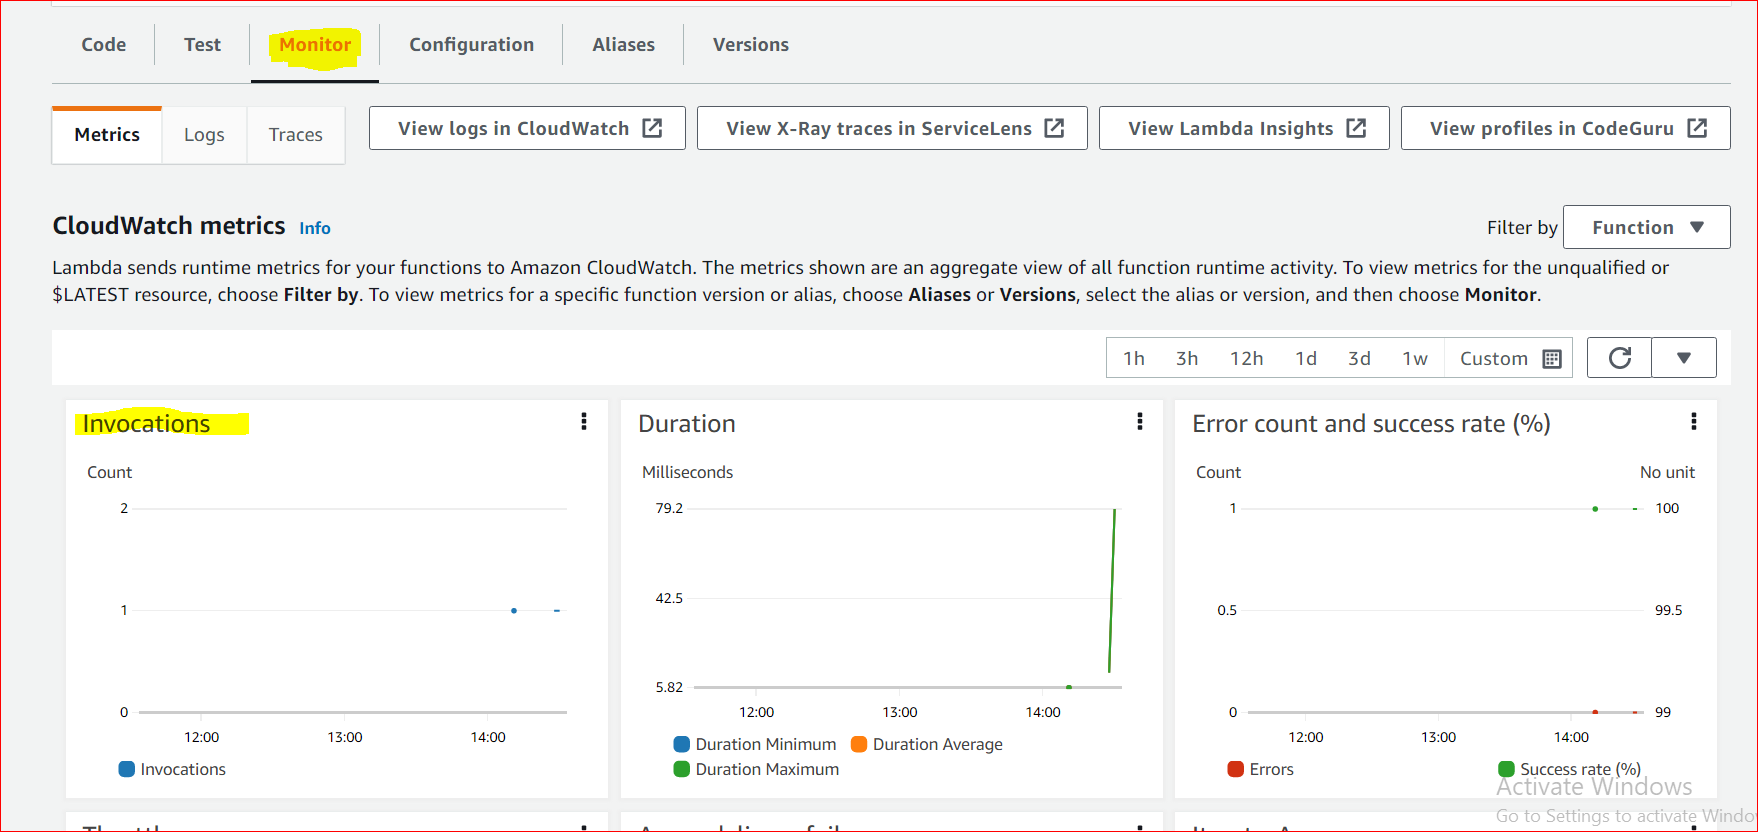 Code Test Monitor Configuration Aliases Versions
Metrics Logs Traces View logs in CloudWatch View X-Ray traces in ServiceLens View Lambda Insights View profiles in CodeGuru
CloudWatch metrics Info Filter by Function
Lambda sends runtime metrics for your functions to Amazon CloudWatch. The metrics shown are an aggregate view of all function runtime activity. To view metrics for the unqualified or
$LATEST resource, choose Filter by. To view metrics for a specific function version or alias, choose Aliases or Versions, select the alias or version, and then choose Monitor.
1h 3h 12h 1d 3d 1w Custom
Invocations
Count
2
1
0
12:00 13:00 14:00
Invocations
Duration
Milliseconds
79.2
42.5
5.82
12:00 13:00 14:00
Duration Minimum Duration Average
Duration Maximum
Error count and success rate (%)
Count No unit
1 100
0.5 99.5
0 99
12:00 13:00 14:00
Errors Success rate (%)
Activate Windows
Go to Settings to activate Windo